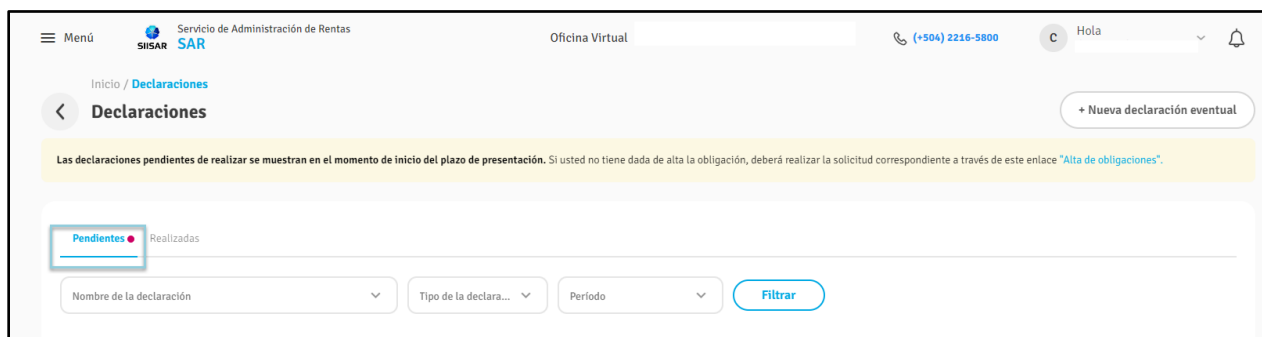 Menú
SIISAR
Servicio de Administración de Rentas
SAR
Oficina Virtual
(+504) 2216-5800
C
Hola
Inicio / Declaraciones
Declaraciones
+ Nueva declaración eventual
Las declaraciones pendientes de realizar se muestran en el momento de inicio del plazo de presentación. Si usted no tiene dada de alta la obligación, deberá realizar la solicitud correspondiente a través de este enlace "Alta de obligaciones".
Pendientes
Realizadas
Nombre de la declaración
Tipo de la declara...
Período
Filtrar